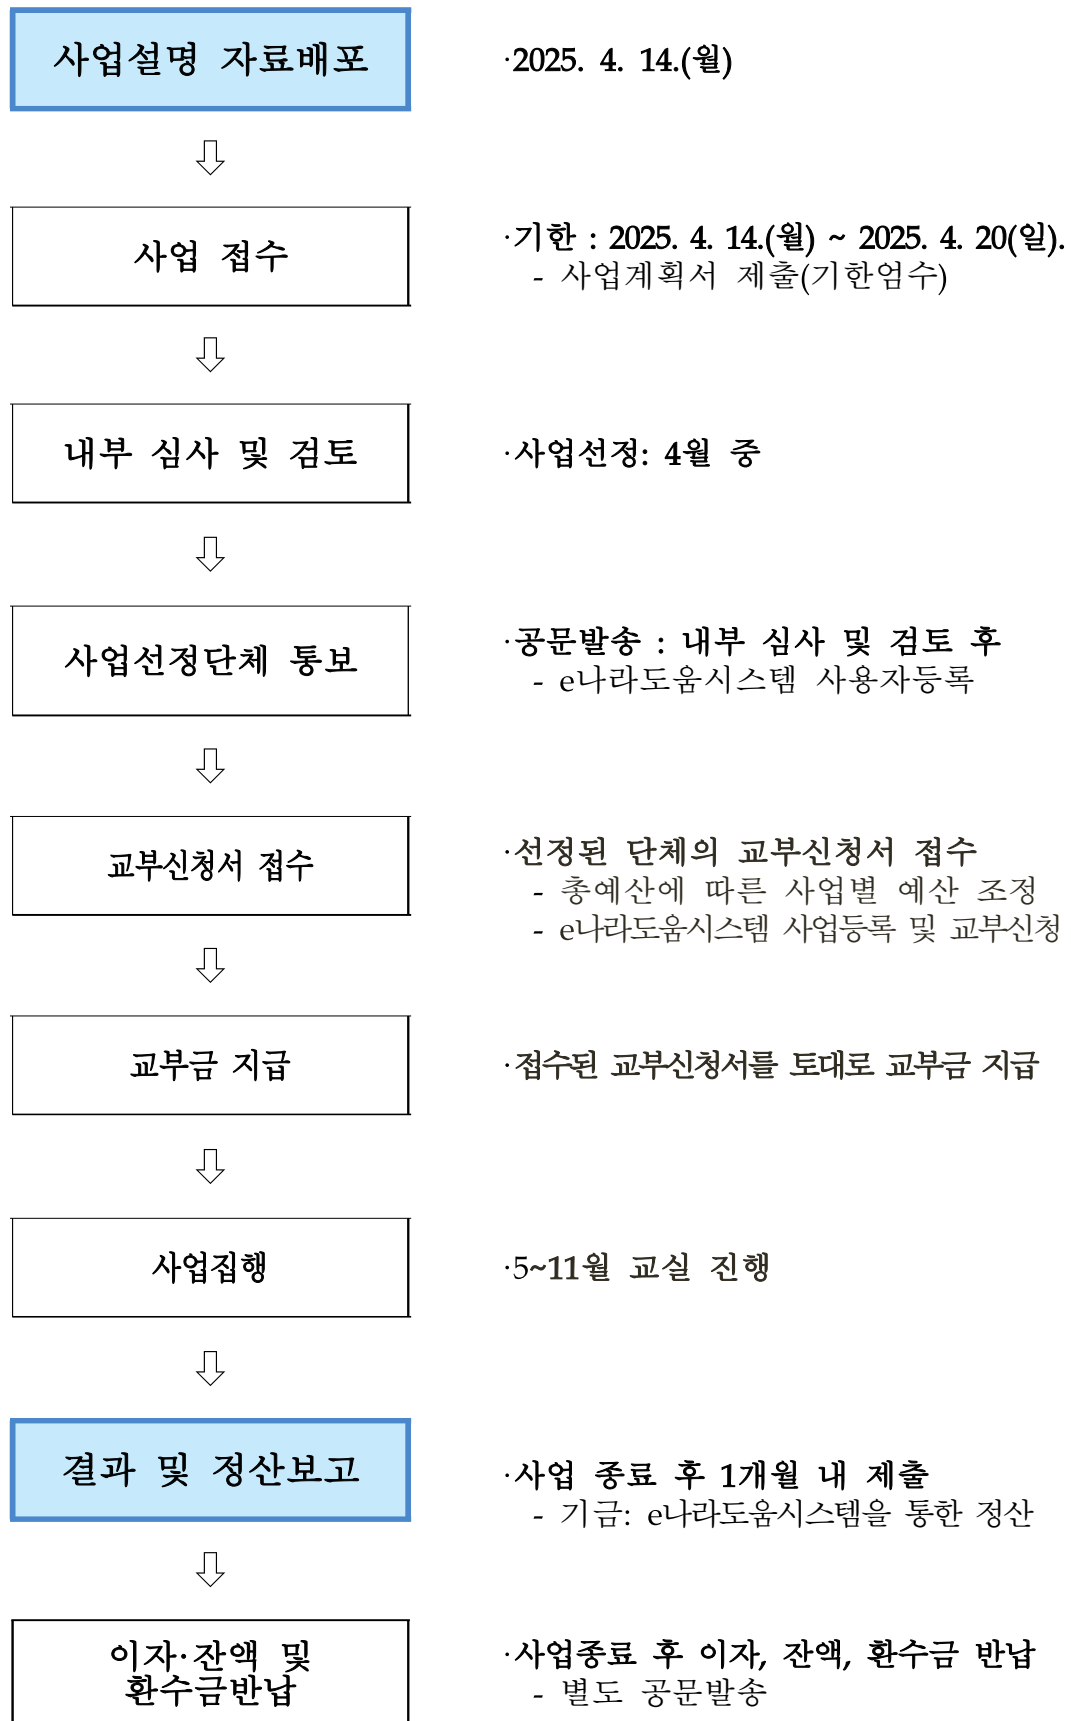 사업설명 자료배포
·2025. 4. 14.(월)
사업 접수
·기한 : 2025. 4. 14.(월) ~ 2025. 4. 20(일).
- 사업계획서 제출(기한엄수)
내부 심사 및 검토
·사업선정: 4월 중
사업선정단체 통보
·공문발송 : 내부 심사 및 검토 후
- e나라도움시스템 사용자등록
교부신청서 접수
·선정된 단체의 교부신청서 접수
- 총예산에 따른 사업별 예산 조정
- e나라도움시스템 사업등록 및 교부신청
교부금 지급
·접수된 교부신청서를 토대로 교부금 지급
사업집행
·5~11월 교실 진행
결과 및 정산보고
·사업 종료 후 1개월 내 제출
- 기금: e나라도움시스템을 통한 정산
이자·잔액 및
환수금반납
·사업종료 후 이자, 잔액, 환수금 반납
- 별도 공문발송